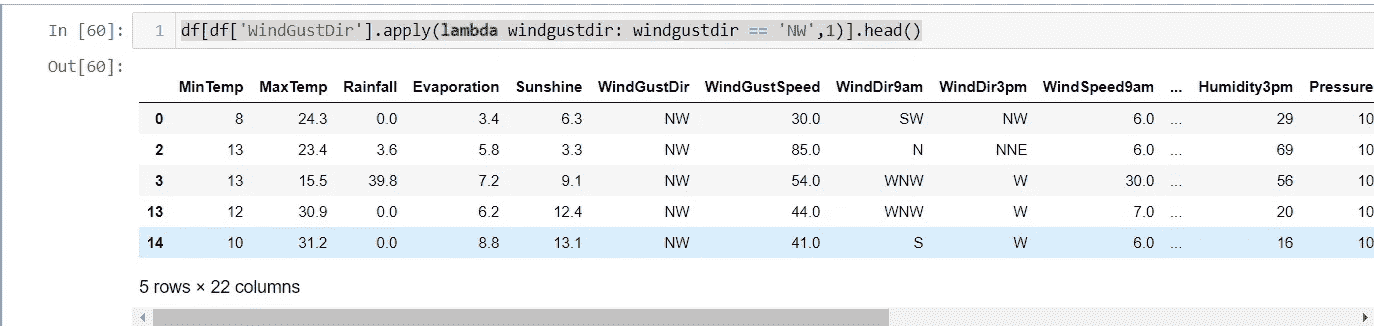 In [60]: 1 df[df['WindGustDir'].apply(lambda windgustdir: windgustdir == 'NW',1)].head()
Out[60]:
MinTemp MaxTemp Rainfall Evaporation Sunshine WindGustDir WindGustSpeed WindDir9am WindDir3pm WindSpeed9am ... Humidity3pm Pressure
0 8 24.3 0.0 3.4 6.3 NW 30.0 SW NW 6.0 ... 29 10
2 13 23.4 3.6 5.8 3.3 NW 85.0 N NNE 6.0 ... 69 10
3 13 15.5 39.8 7.2 9.1 NW 54.0 WNW W 30.0 ... 56 10
13 12 30.9 0.0 6.2 12.4 NW 44.0 WNW W 7.0 ... 20 10
14 10 31.2 0.0 8.8 13.1 NW 41.0 S W 6.0 ... 16 10
5 rows × 22 columns